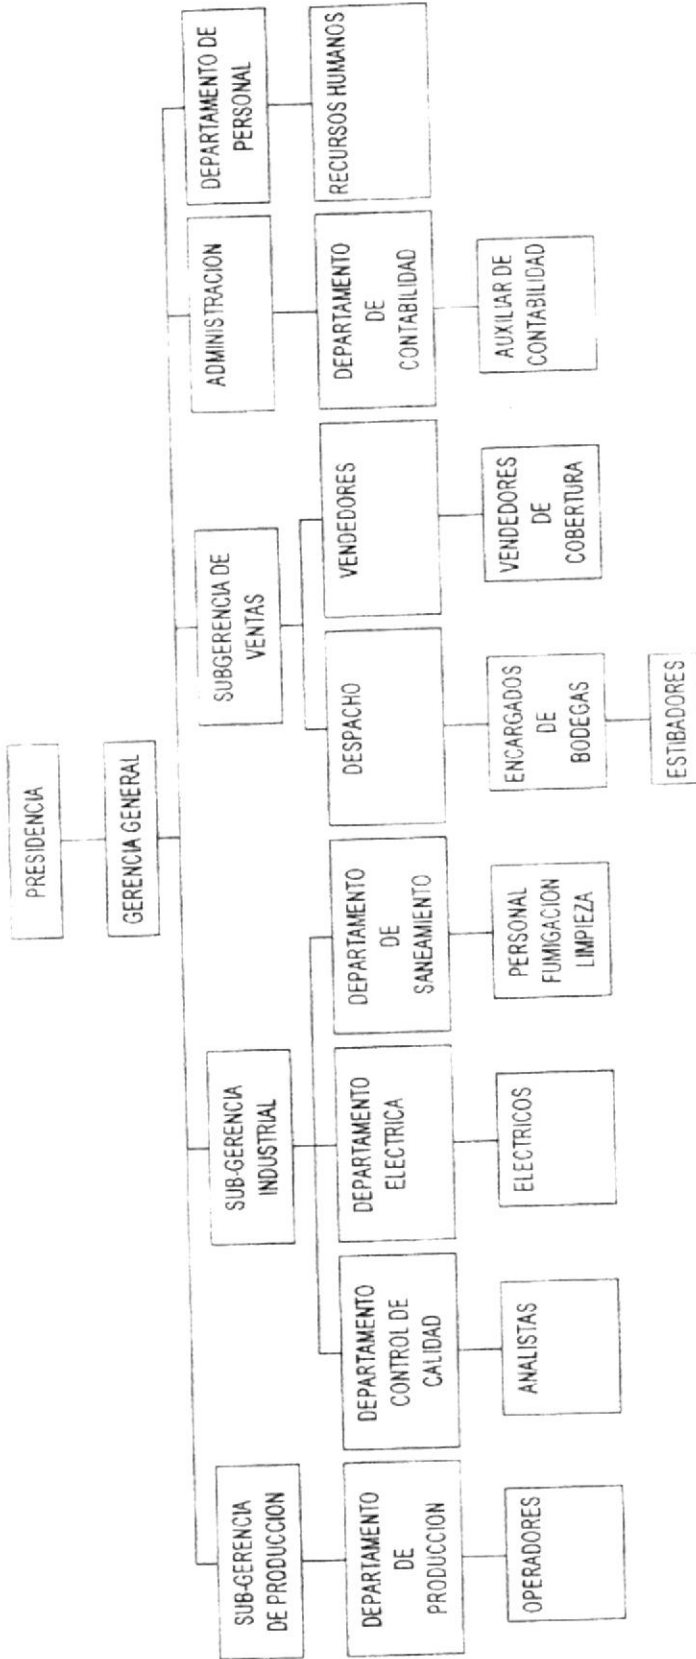 PRESIDENCIA
GERENCIA GENERAL
SUB-GERENCIA
DE PRODUCCION
SUB-GERENCIA
INDUSTRIAL
SUBGERENCIA DE
VENTAS
ADMINISTRACION
DEPARTAMENTO DE
PERSONAL
DEPARTAMENTO
DE
PRODUCCION
DEPARTAMENTO
CONTROL DE
CALIDAD
DEPARTAMENTO
ELECTRICA
DEPARTAMENTO
DE
SANEAMIENTO
DESPACHO
VENDEDORES
DEPARTAMENTO
DE
CONTABILIDAD
RECURSOS HUMANOS
OPERADORES
ANALISTAS
ELECTRICOS
PERSONAL
FUMIGACION
LIMPIEZA
ENCARGADOS
DE
BODEGAS
VENDEDORES
DE
COBERTURA
AUXILIAR DE
CONTABILIDAD
ESTIBADORES